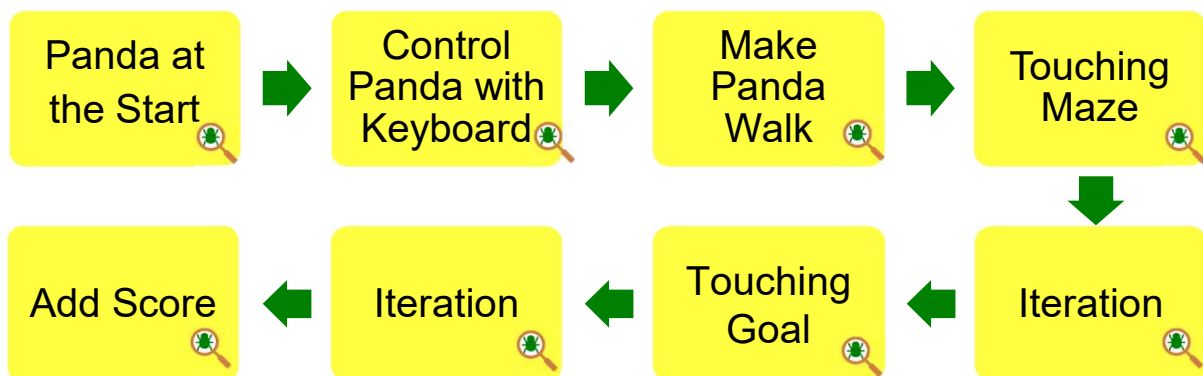 Panda at
the Start
Control
Panda with
Keyboard
Make
Panda
Walk
Touching
Maze
Iteration
Touching
Goal
Iteration
Add Score